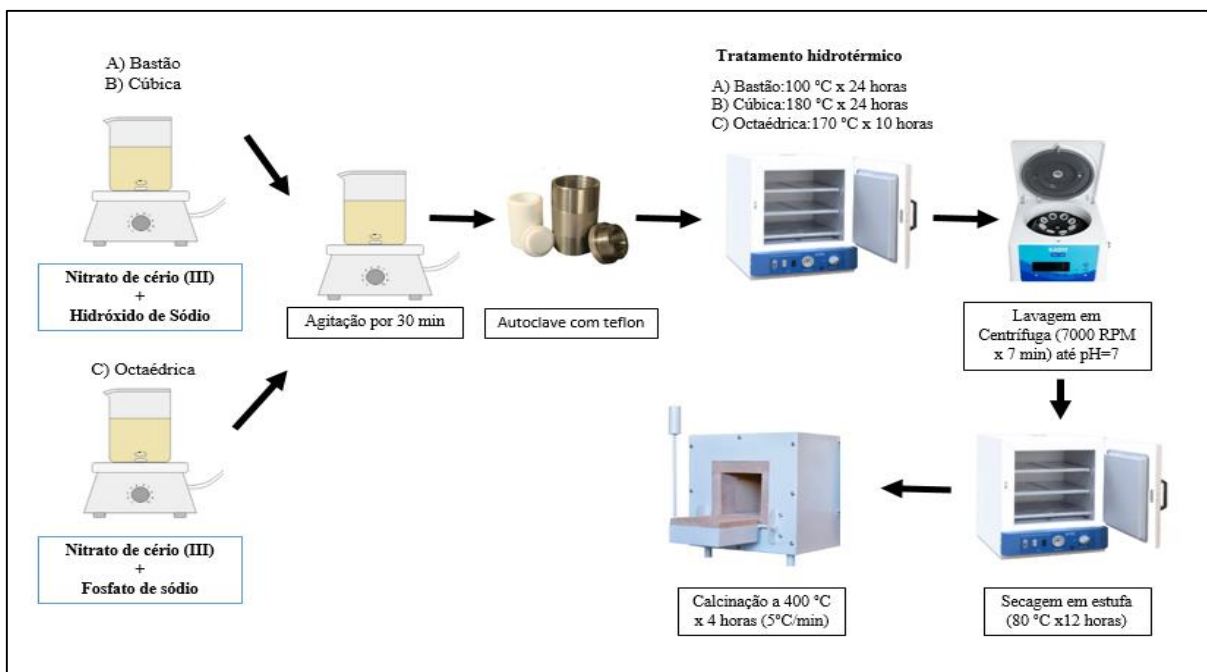 A) Bastão
B) Cúbica
Nitrato de cério (III)
+
Hidróxido de Sódio
C) Octaédrica
Nitrato de cério (III)
+
Fosfato de sódio
Agitação por 30 min
Autoclave com teflon
Tratamento hidrotérmico
A) Bastão:100 °C x 24 horas
B) Cúbica:180 °C x 24 horas
C) Octaédrica:170 °C x 10 horas
Lavagem em
Centrífuga (7000 RPM
x 7 min) até pH=7
Secagem em estufa
(80 °C x12 horas)
Calcinação a 400 °C
x 4 horas (5°C/min)